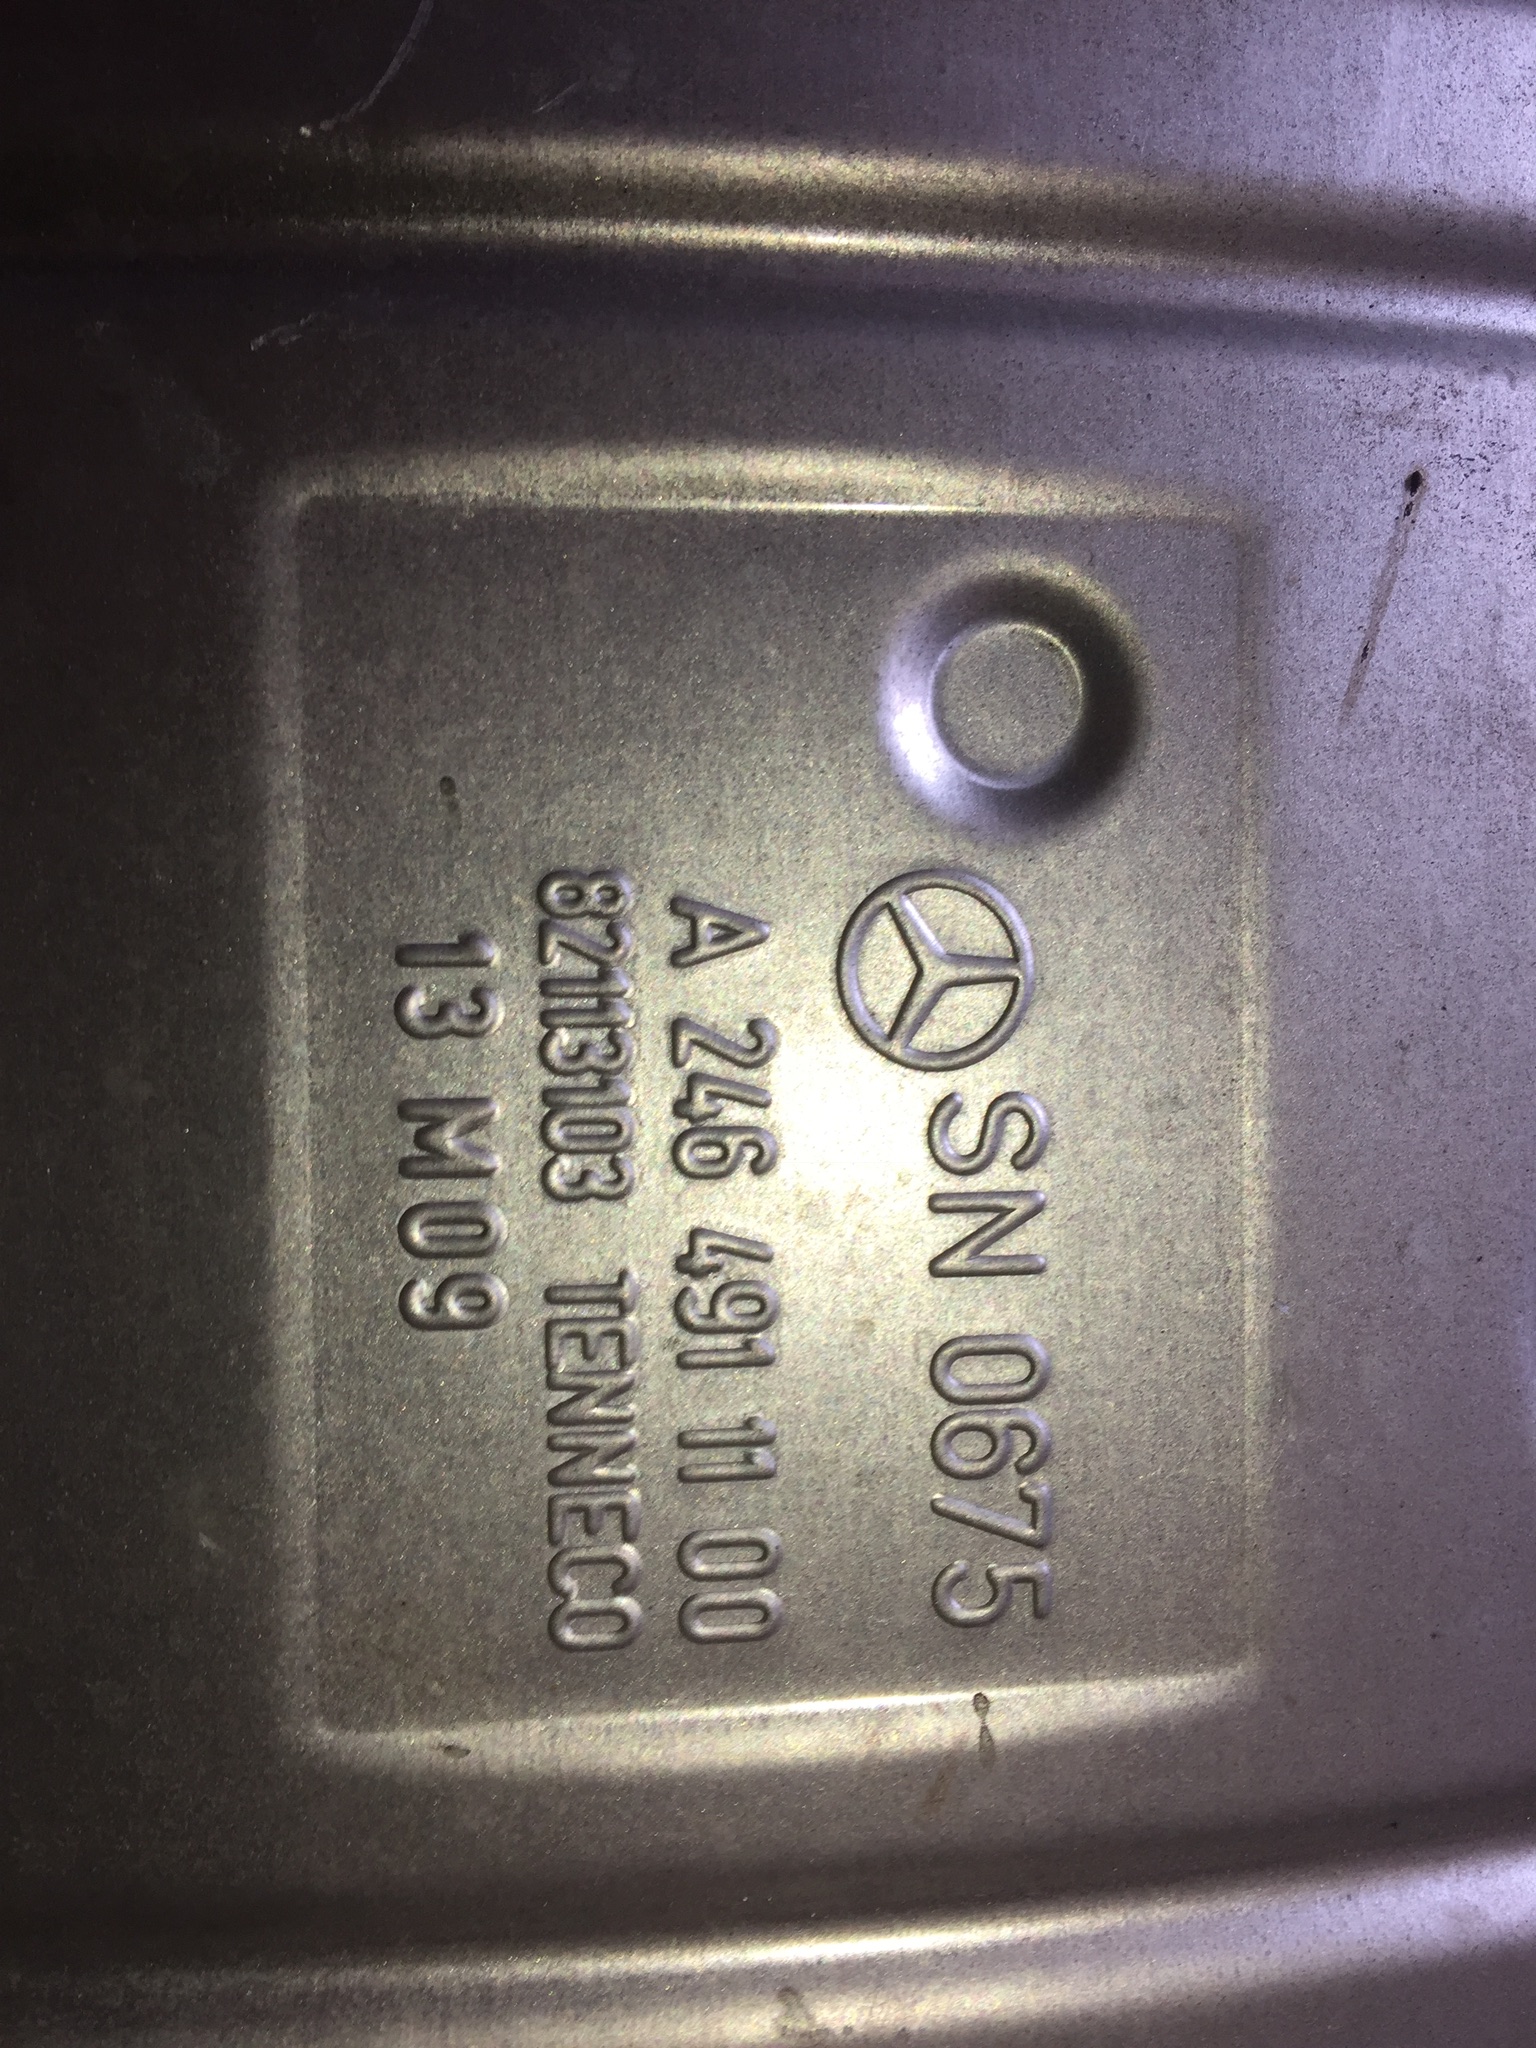 SN 0675
A 246 491 11 00
82113103 TENNECO
13 M09